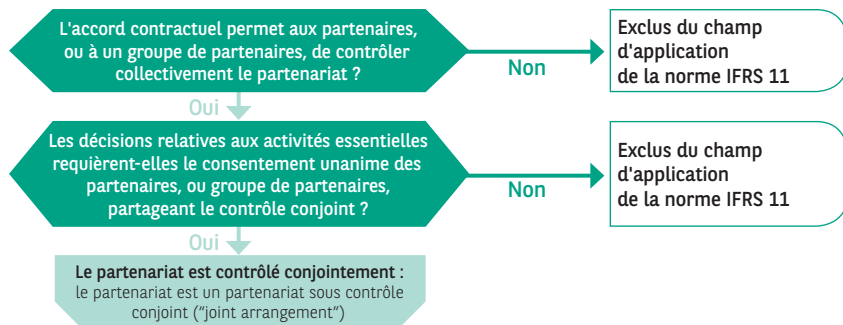 L'accord contractuel permet aux partenaires,
ou à un groupe de partenaires, de contrôler
collectivement le partenariat ?
Non
Exclus du champ
d'application
de la norme IFRS 11
Oui
Les décisions relatives aux activités essentielles
requièrent-elles le consentement unanime des
partenaires, ou groupe de partenaires,
partageant le contrôle conjoint ?
Non
Exclus du champ
d'application
de la norme IFRS 11
Oui
Le partenariat est contrôlé conjointement :
le partenariat est un partenariat sous contrôle
conjoint ("joint arrangement")